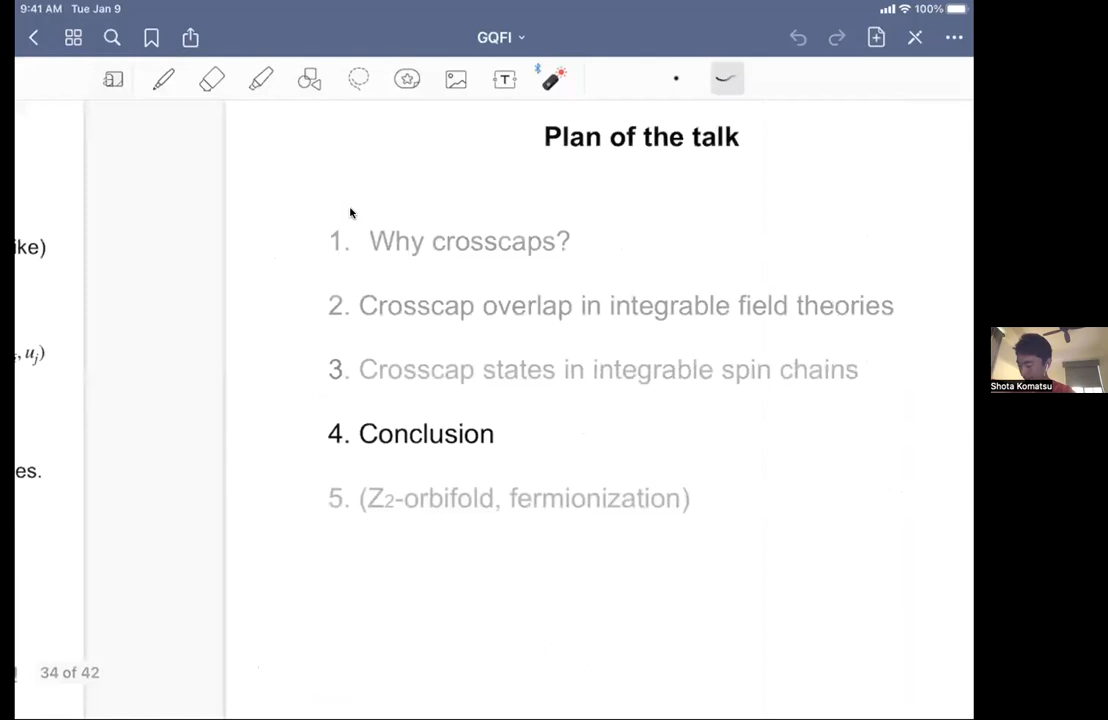 9:41 AM Tue Jan 9
100%
GQFI
T
Plan of the talk
ike)
1. Why crosscaps?
2. Crosscap overlap in integrable field theories
, uj)
3. Crosscap states in integrable spin chains
Shota Komatsu
4. Conclusion
es.
5. (Z2-orbifold, fermionization)
34 of 42